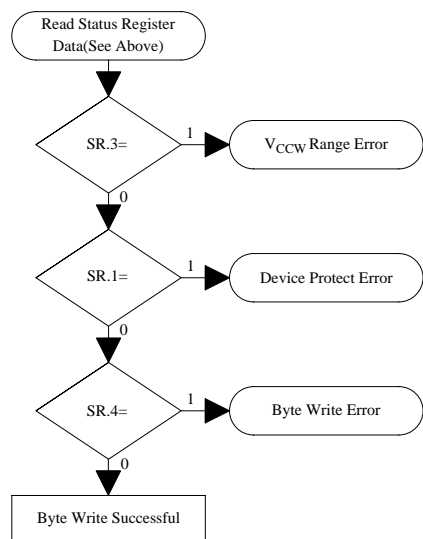 Read Status Register
Data(See Above)
SR.3=
1
VCCW Range Error
0
SR.1=
1
Device Protect Error
0
SR.4=
1
Byte Write Error
0
Byte Write Successful